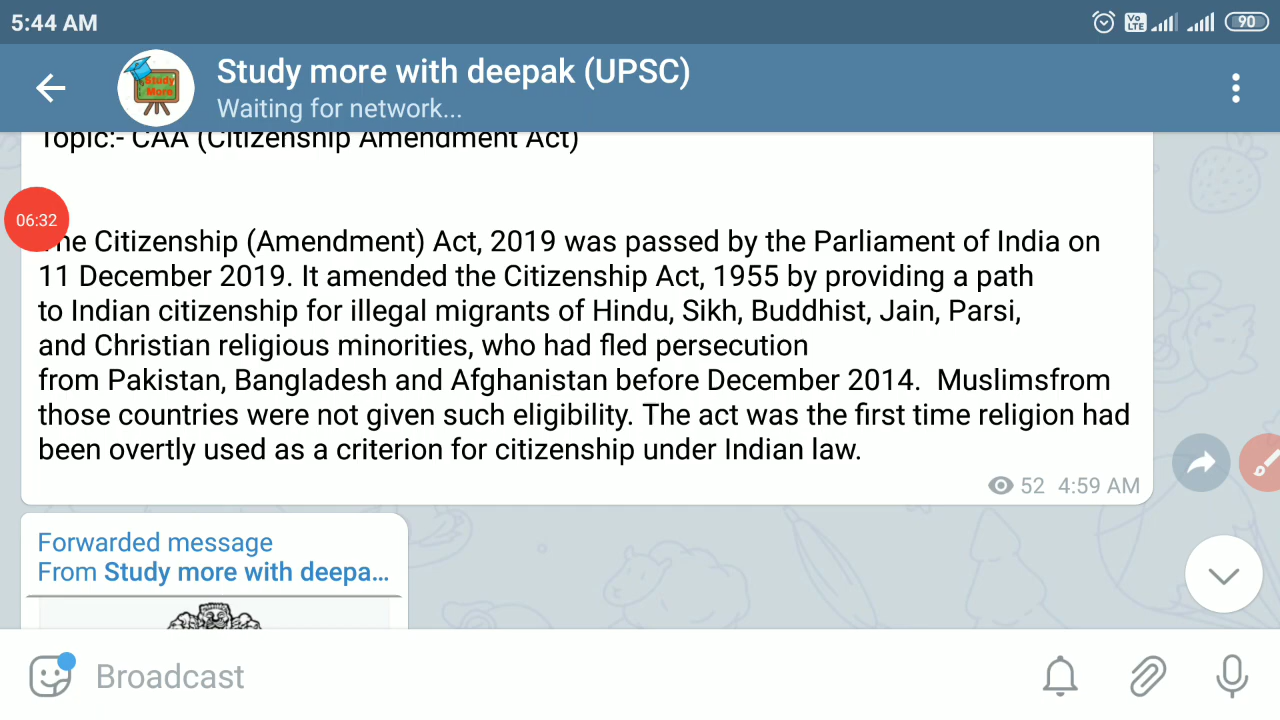 5:44 AM
Vo LTE
90
Study more with deepak (UPSC)
Study More
Waiting for network...
Topic:- CAA (Citizenship Amendment Act)
06:32
he Citizenship (Amendment) Act, 2019 was passed by the Parliament of India on
11 December 2019. It amended the Citizenship Act, 1955 by providing a path
to Indian citizenship for illegal migrants of Hindu, Sikh, Buddhist, Jain, Parsi,
and Christian religious minorities, who had fled persecution
from Pakistan, Bangladesh and Afghanistan before December 2014. Muslimsfrom
those countries were not given such eligibility. The act was the first time religion had
been overtly used as a criterion for citizenship under Indian law.
52 4:59 AM
Forwarded message
From Study more with deepa...
Broadcast